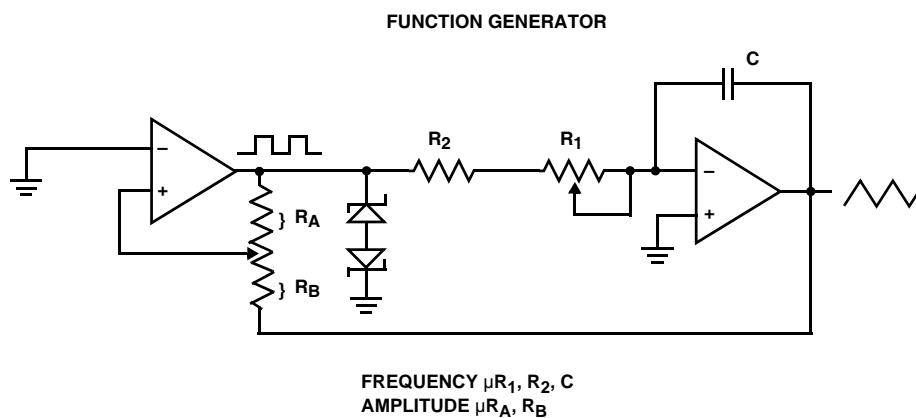 FUNCTION GENERATOR
C
R2
R1
–
+
} RA
} RB
–
+
FREQUENCY µR1, R2, C
AMPLITUDE µRA, RB